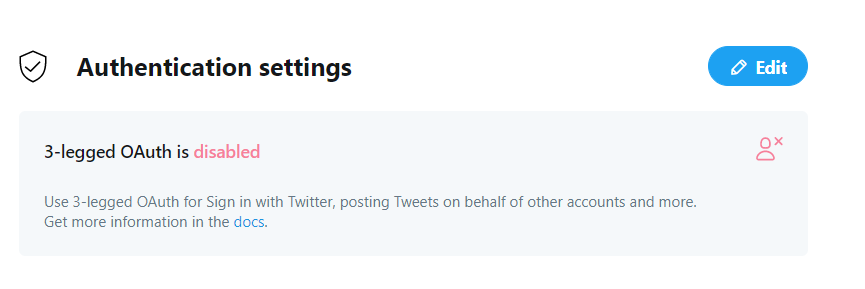 Authentication settings
Edit
3-legged OAuth is disabled
Use 3-legged OAuth for Sign in with Twitter, posting Tweets on behalf of other accounts and more.
Get more information in the docs.